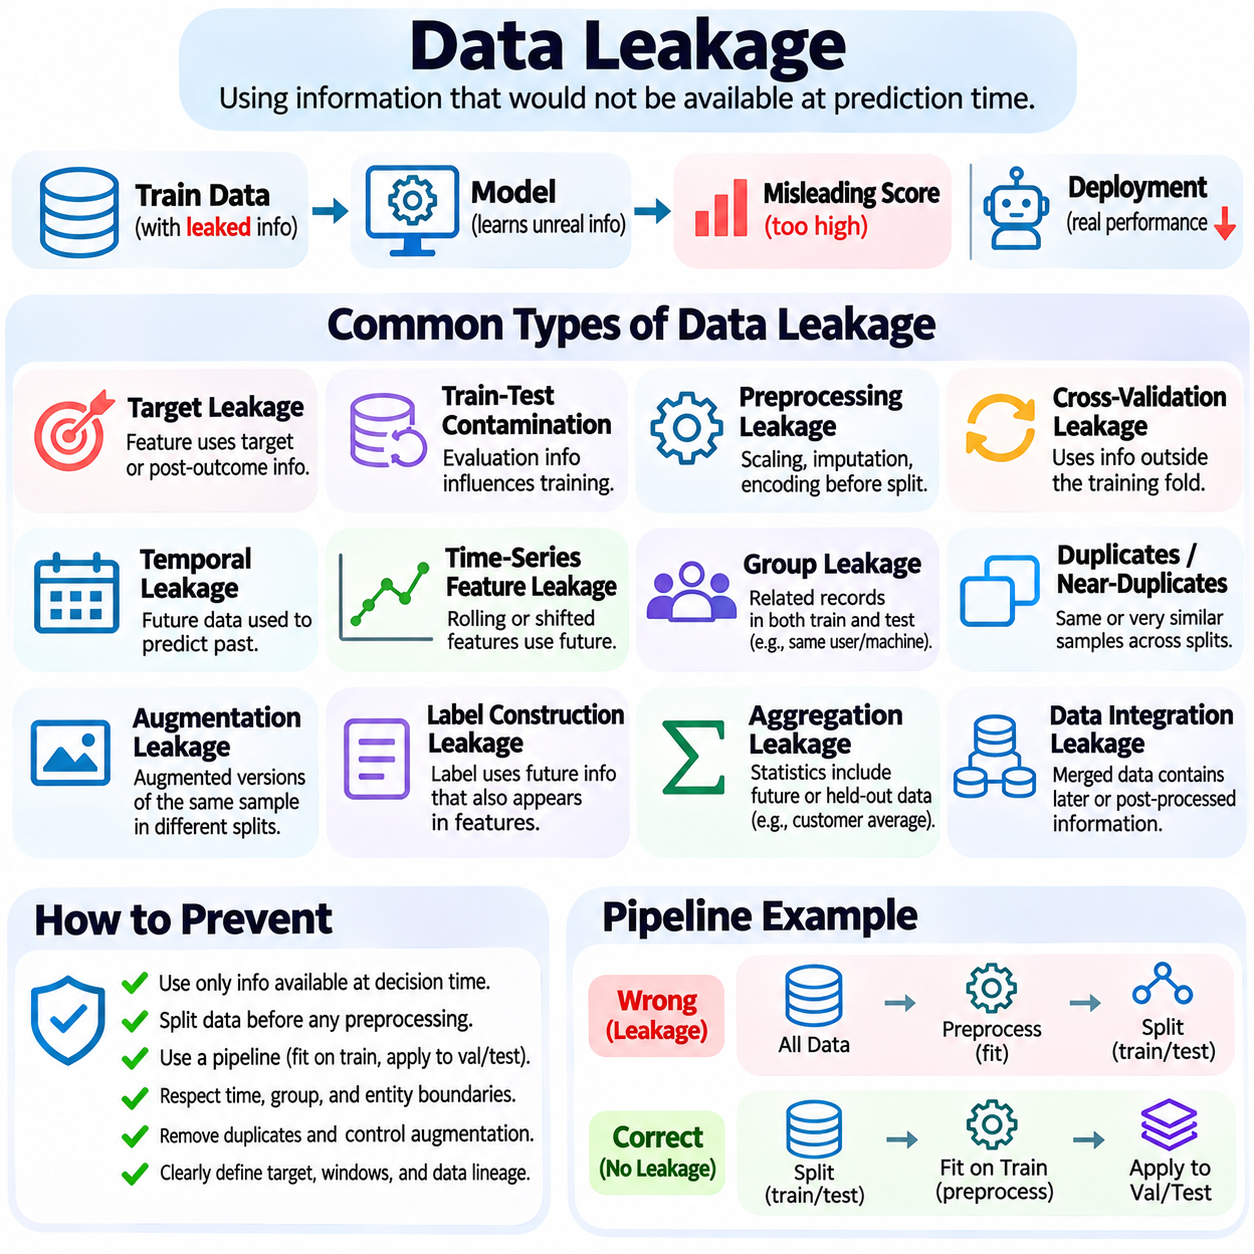 Data Leakage
Using information that would not be available at prediction time.
Train Data
(with leaked info)
Model
(learns unreal info)
Misleading Score
(too high)
Deployment
(real performance
Common Types of Data Leakage
Target Leakage
Feature uses target
or post-outcome info.
Train-Test
Contamination
Evaluation info
influences training.
Preprocessing
Leakage
Scaling, imputation,
encoding before split.
Cross-Validation
Leakage
Uses info outside
the training fold.
Temporal
Leakage
Future data used to
predict past.
Time-Series
Feature Leakage
Rolling or shifted
features use future.
Group Leakage
Related records
in both train and test
(e.g., same user/machine).
Duplicates /
Near-Duplicates
Same or very similar
samples across splits.
Augmentation
Leakage
Augmented versions
of the same sample
in different splits.
Label Construction
Leakage
Label uses future info
that also appears
in features.
Aggregation
Leakage
Statistics include
future or held-out data
(e.g., customer average).
Data Integration
Leakage
Merged data contains
later or post-processed
information.
How to Prevent
Use only info available at decision time.
Split data before any preprocessing.
Use a pipeline (fit on train, apply to val/test).
Respect time, group, and entity boundaries.
Remove duplicates and control augmentation.
Clearly define target, windows, and data lineage.
Pipeline Example
Wrong
(Leakage)
All Data
Preprocess
(fit)
Split
(train/test)
Correct
(No Leakage)
Split
(train/test)
Fit on Train
(preprocess)
Apply to
Val/Test